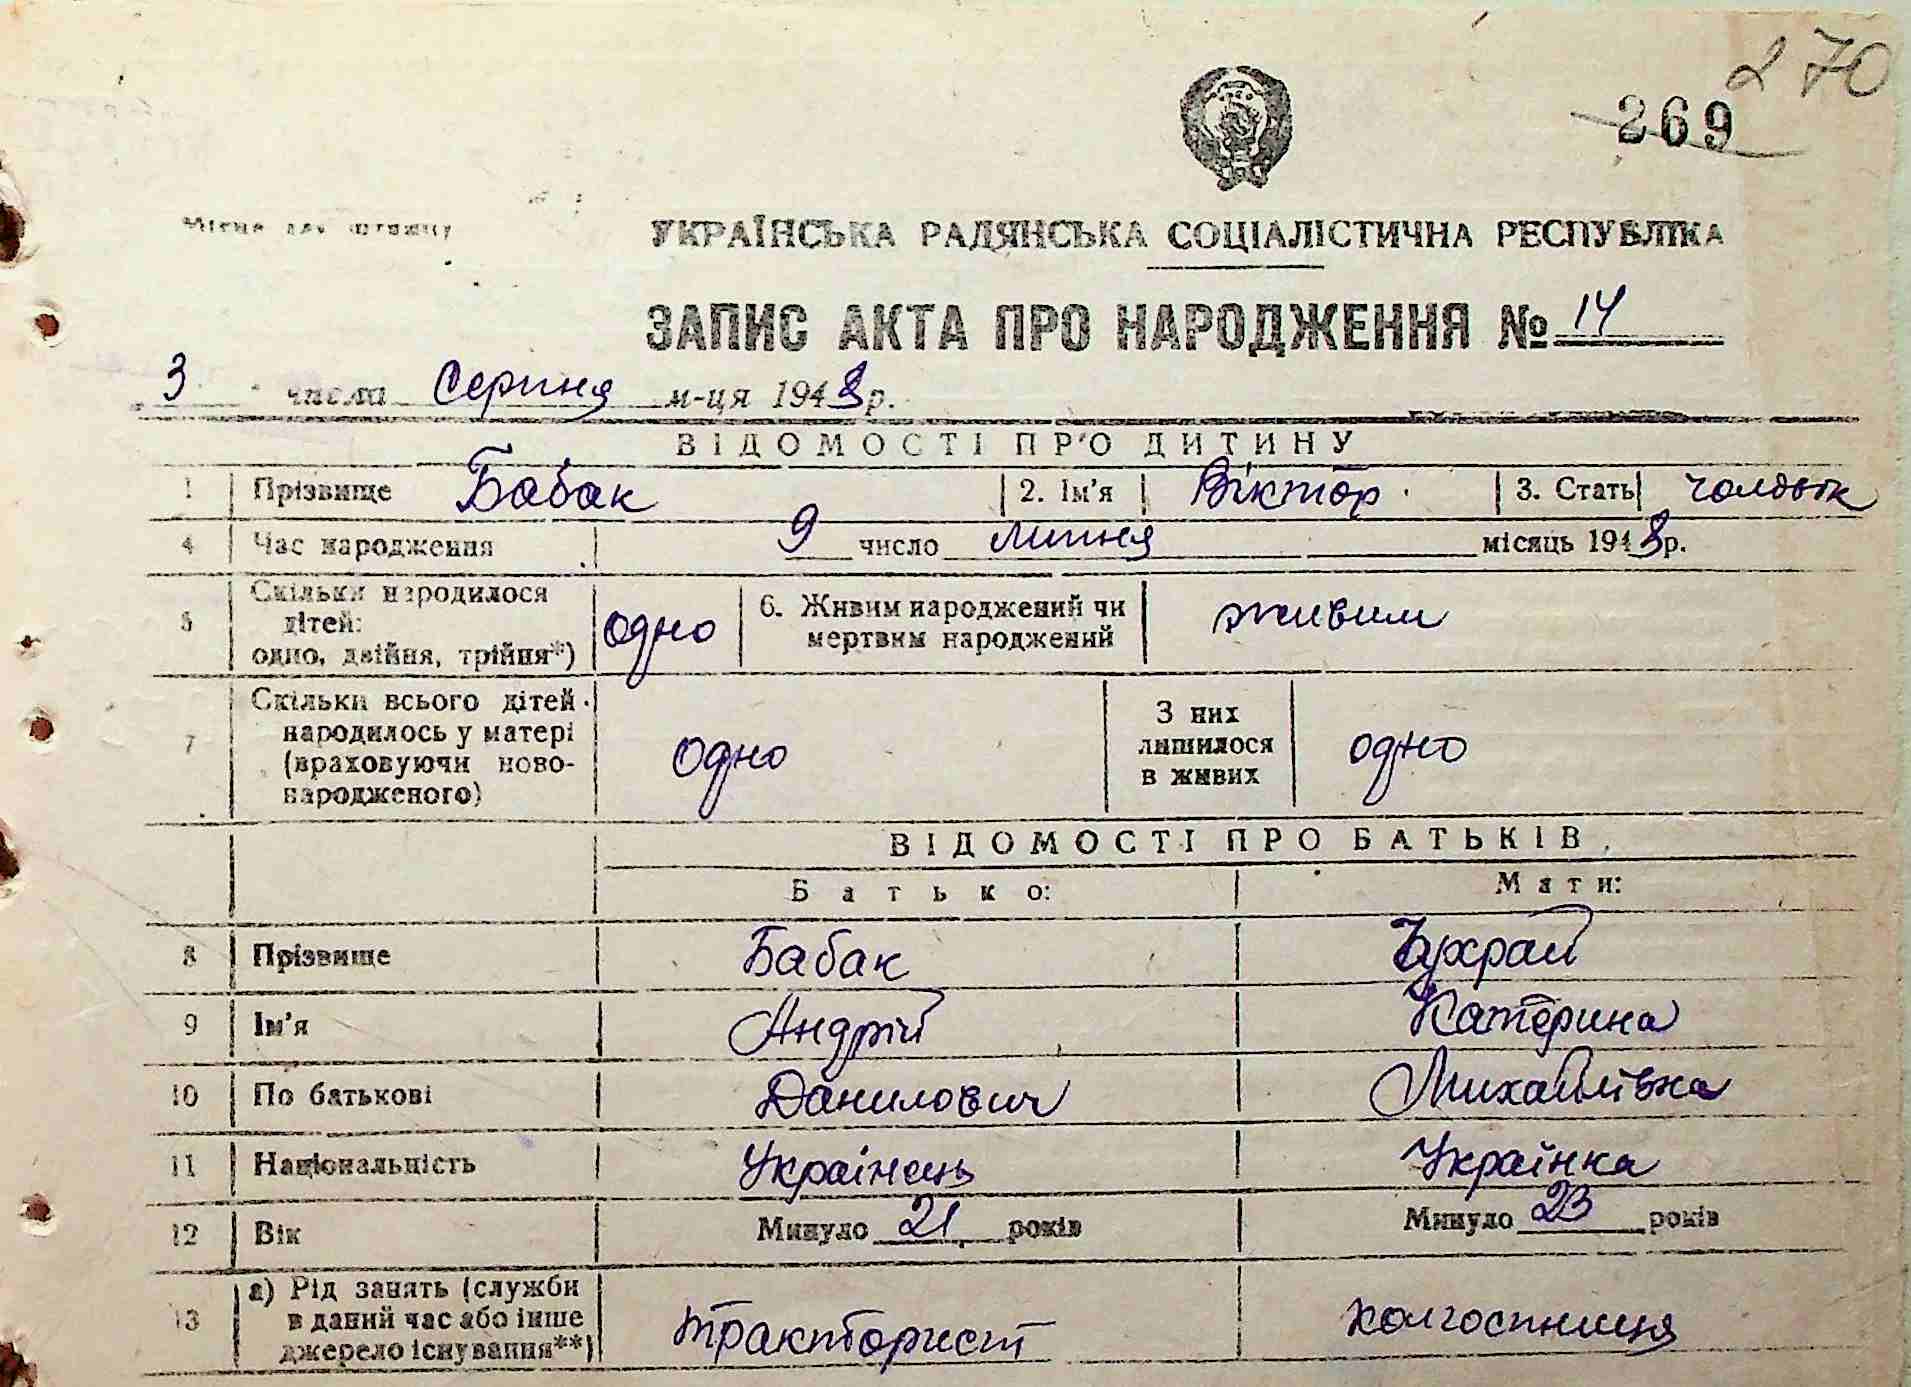 270
269
Місце для штампу
УКРАЇНСЬКА РАДЯНСЬКА СОЦІАЛІСТИЧНА РЕСПУБЛІКА
ЗАПИС АКТА ПРО НАРОДЖЕННЯ № 14
3 числа Серпня м-ця 1948 р.
ВІДОМОСТІ ПРО ДИТИНУ
1 Прізвище Бабак 2. Ім'я Віктор 3. Стать чоловік
4 Час народження 9 число липня місяць 1948 р.
5 Скільки народилося дітей: одно, двійня, трійня*) одно 6. Живим народжений чи мертвим народжений живим
7 Скільки всього дітей народилось у матері (враховуючи ново-народженого) одно З них лишилося в живих одно
ВІДОМОСТІ ПРО БАТЬКІВ
Батько: Мати:
8 Прізвище Бабак Бухрай
9 Ім'я Андрій Катерина
10 По батькові Данилович Михайлівна
11 Національність Українець Українка
12 Вік Минуло 21 років Минуло 23 років
13 а) Рід занять (служби в даний час або інше джерело існування**) тракторист колгоспниця